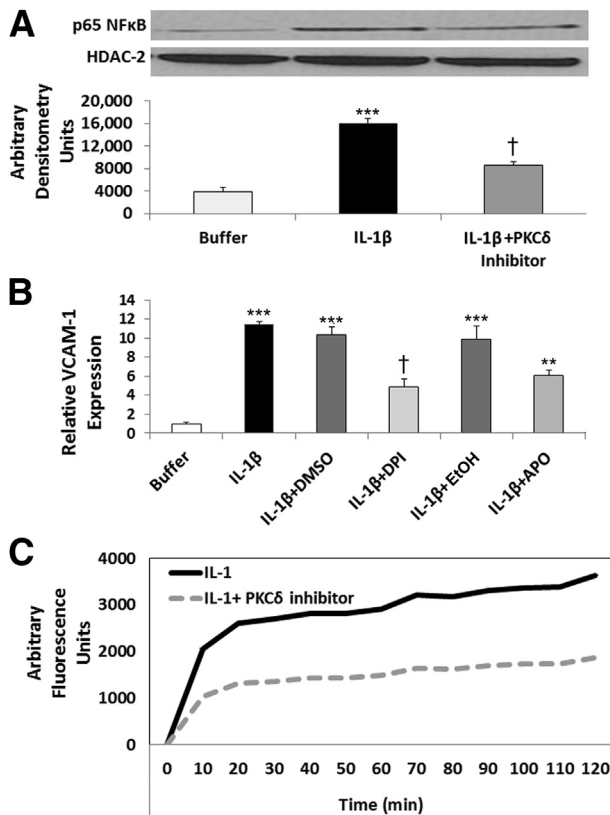 A
p65 NFκB
HDAC-2
Arbitrary
Densitometry
Units
20,000
16,000
12,000
8000
4000
0
***
†
Buffer
IL-1β
IL-1β+PKCδ
Inhibitor
B
Relative VCAM-1
Expression
14
12
10
8
6
4
2
0
***
***
†
***
**
Buffer
IL-1β
IL-1β+DMSO
IL-1β+DPI
IL-1β+EtOH
IL-1β+APO
C
Arbitrary
Fluorescence
Units
4000
3000
2000
1000
0
IL-1
IL-1+ PKCδ inhibitor
0 10 20 30 40 50 60 70 80 90 100 110 120
Time (min)